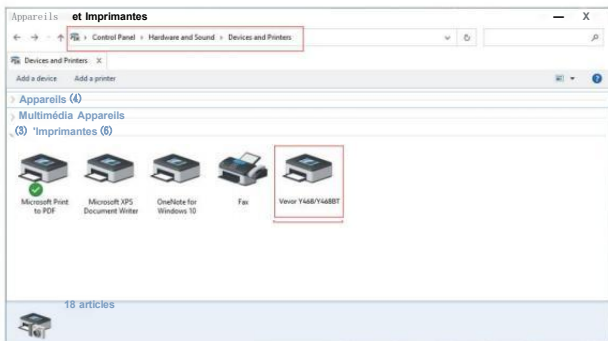 Appareils et Imprimantes
Control Panel > Hardware and Sound > Devices and Printers
Devices and Printers X
Add a device Add a printer
> Appareils (4)
> Multimédia Appareils
(3) 'Imprimantes (6)
Microsoft Print to PDF
Microsoft XPS Document Writer
OneNote for Windows 10
Fax
Vevor Y468/Y468BT
18 articles